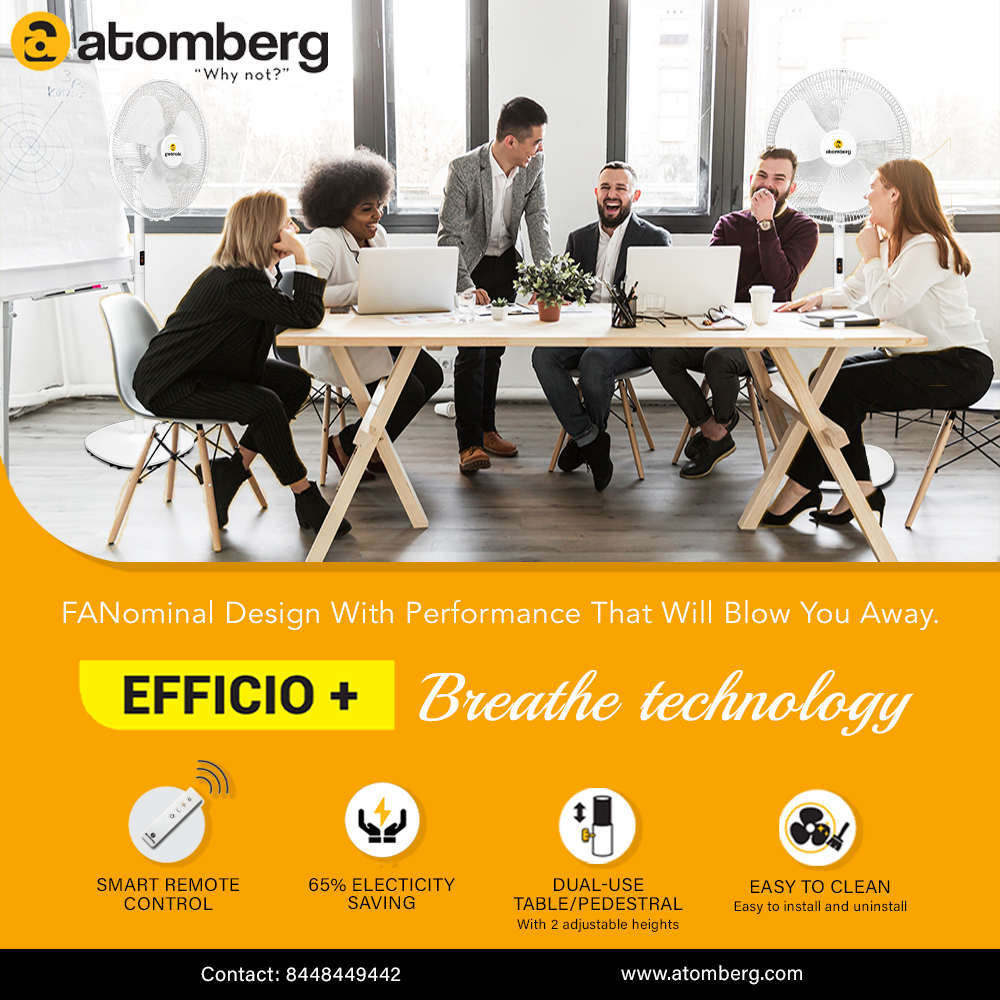 atomberg
"Why not?"
atomberg
FANominal Design With Performance That Will Blow You Away.
EFFICIO + Breathe technology
SMART REMOTE
CONTROL
65% ELECTICITY
SAVING
DUAL-USE
TABLE/PEDESTRAL
With 2 adjustable heights
EASY TO CLEAN
Easy to install and uninstall
Contact: 8448449442
www.atomberg.com